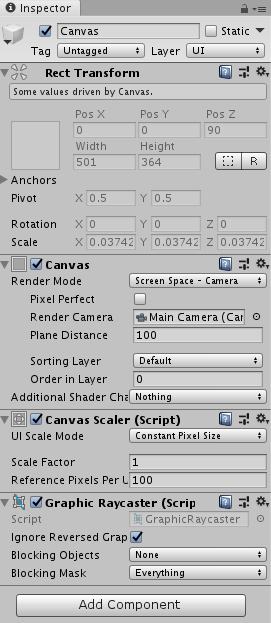 Inspector
Canvas Static
Tag Untagged Layer UI
Rect Transform
Some values driven by Canvas.
Pos X Pos Y Pos Z
0 0 90
Width Height
501 364
R
Anchors
Pivot X 0.5 Y 0.5
Rotation X 0 Y 0 Z 0
Scale X 0.03742 Y 0.03742 Z 0.03742
Canvas
Render Mode Screen Space - Camera
Pixel Perfect
Render Camera Main Camera (Car
Plane Distance 100
Sorting Layer Default
Order in Layer 0
Additional Shader Cha Nothing
Canvas Scaler (Script)
UI Scale Mode Constant Pixel Size
Scale Factor 1
Reference Pixels Per U 100
Graphic Raycaster (Scrip
Script GraphicRaycaster
Ignore Reversed Grap
Blocking Objects None
Blocking Mask Everything
Add Component